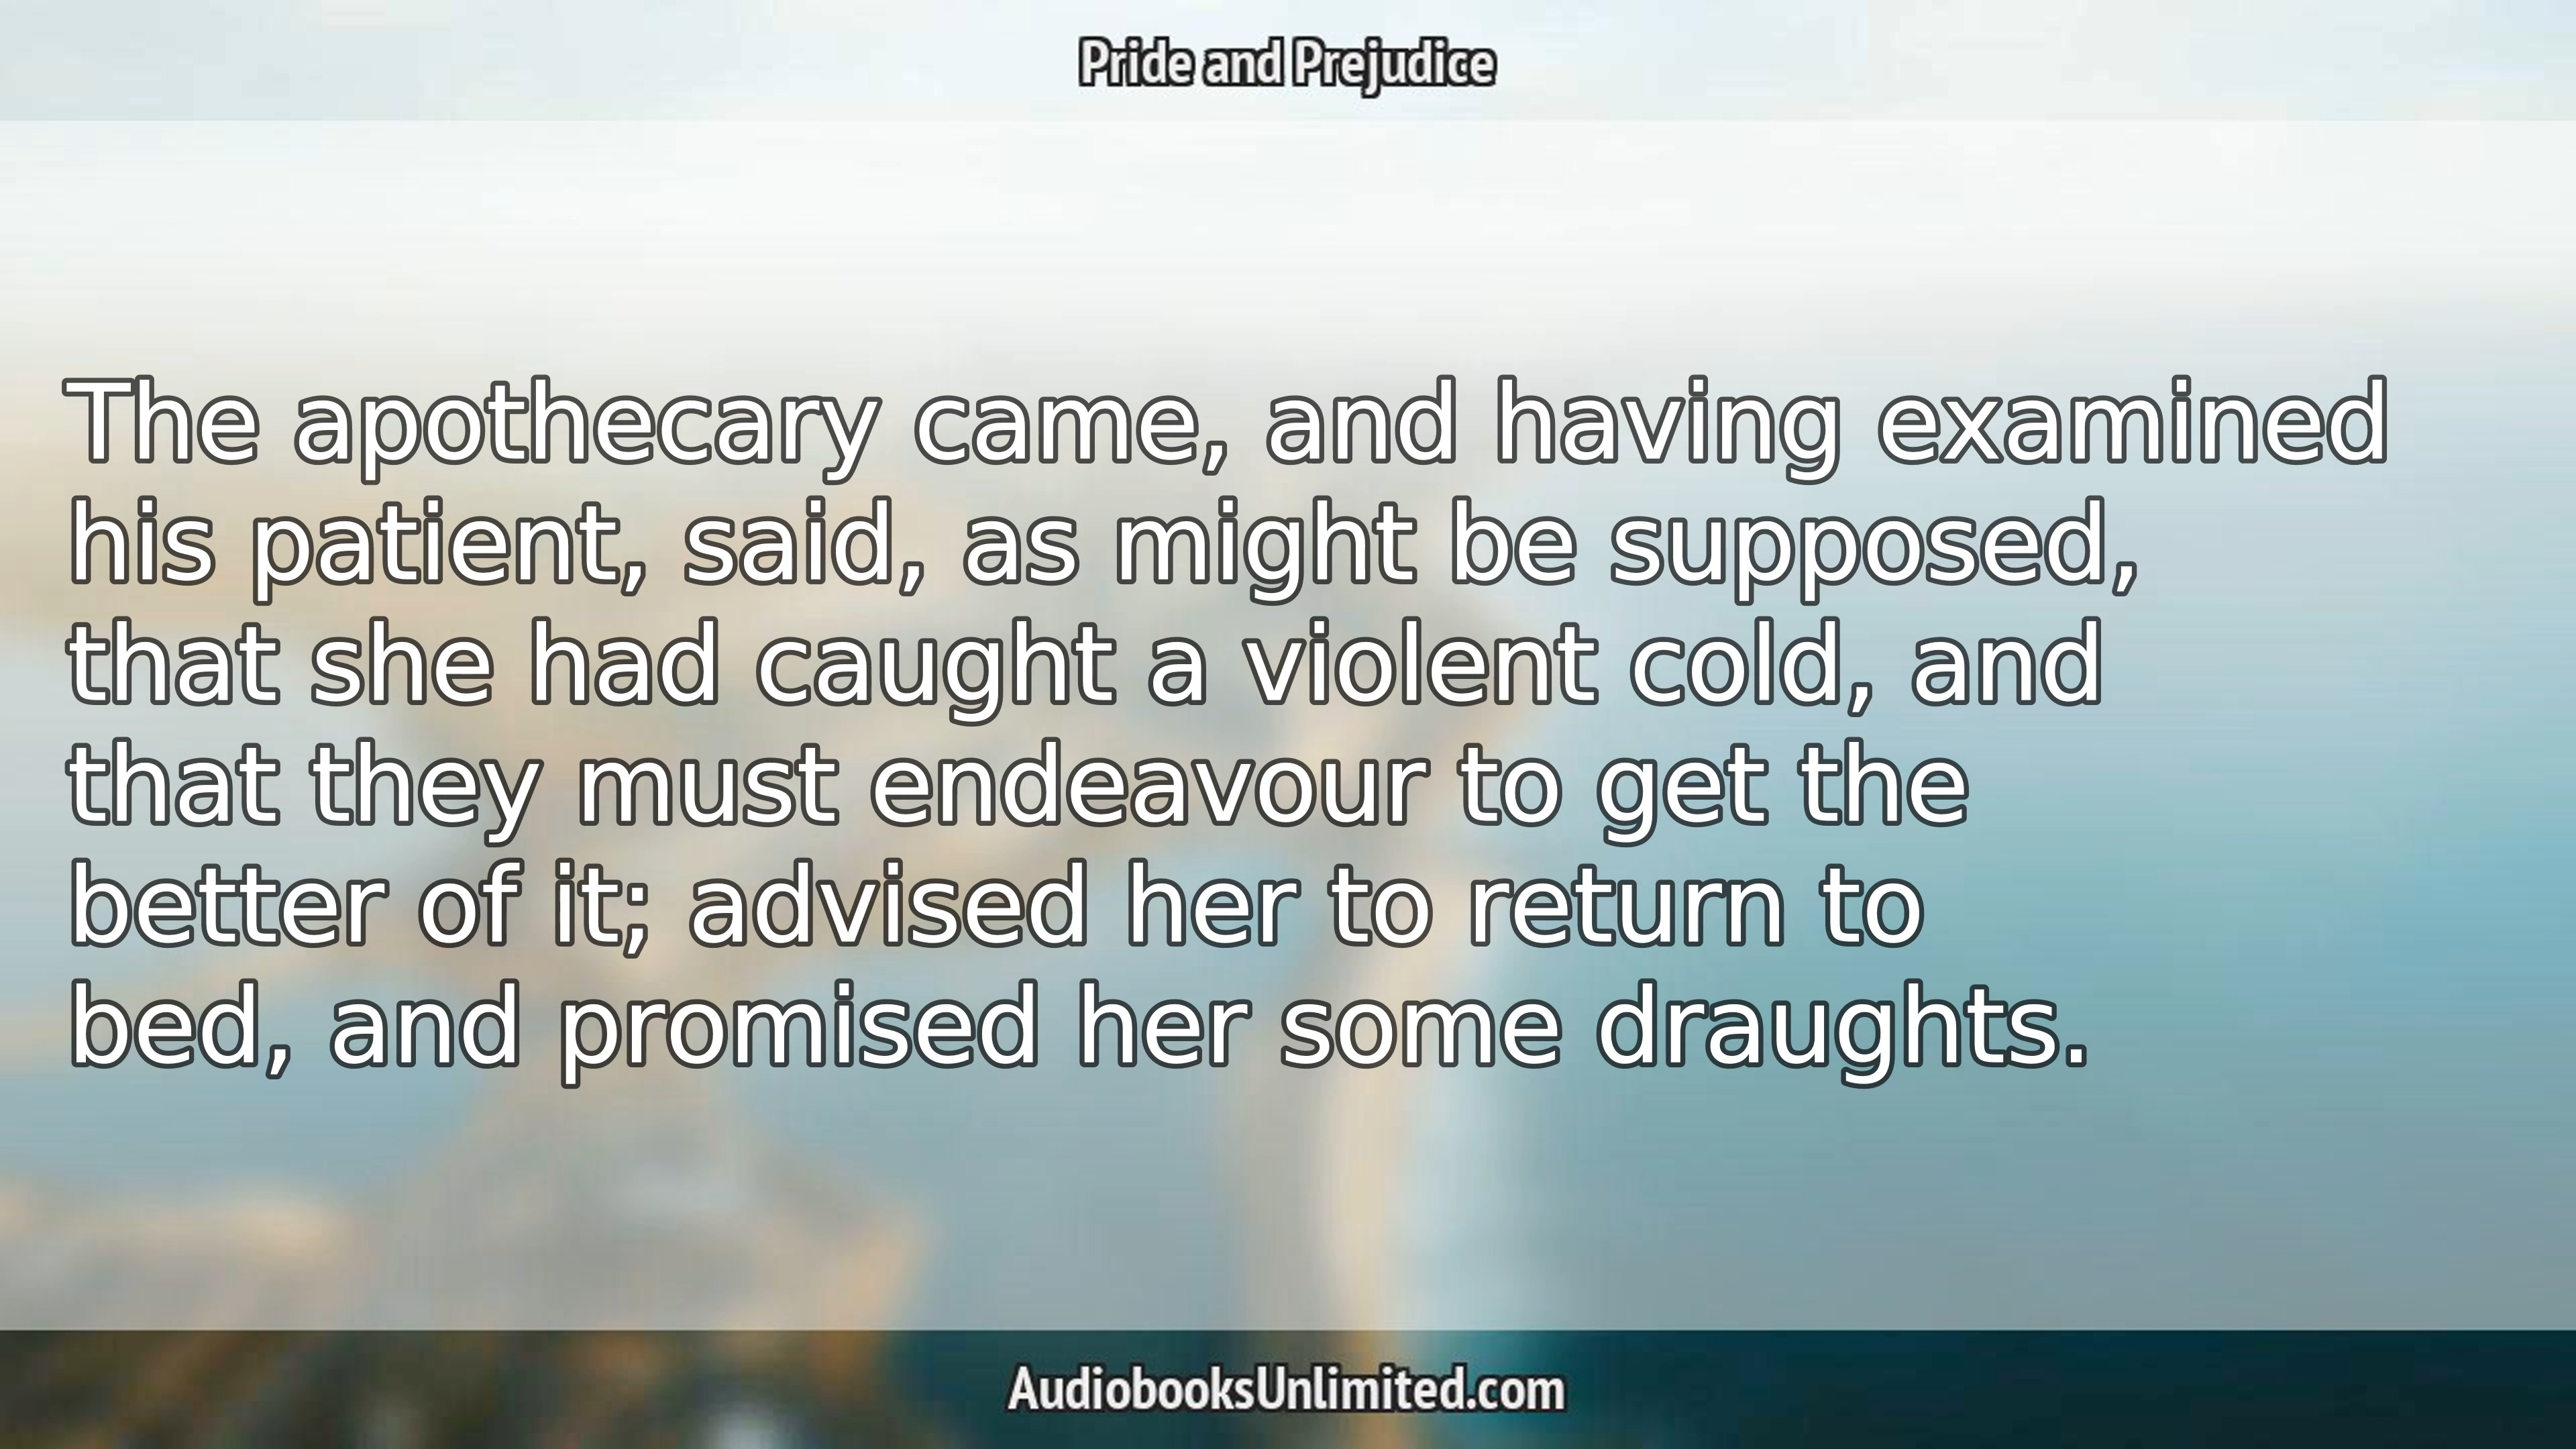 Pride and Prejudice
The apothecary came, and having examined
his patient, said, as might be supposed,
that she had caught a violent cold, and
that they must endeavour to get the
better of it; advised her to return to
bed, and promised her some draughts.
AudiobooksUnlimited.com